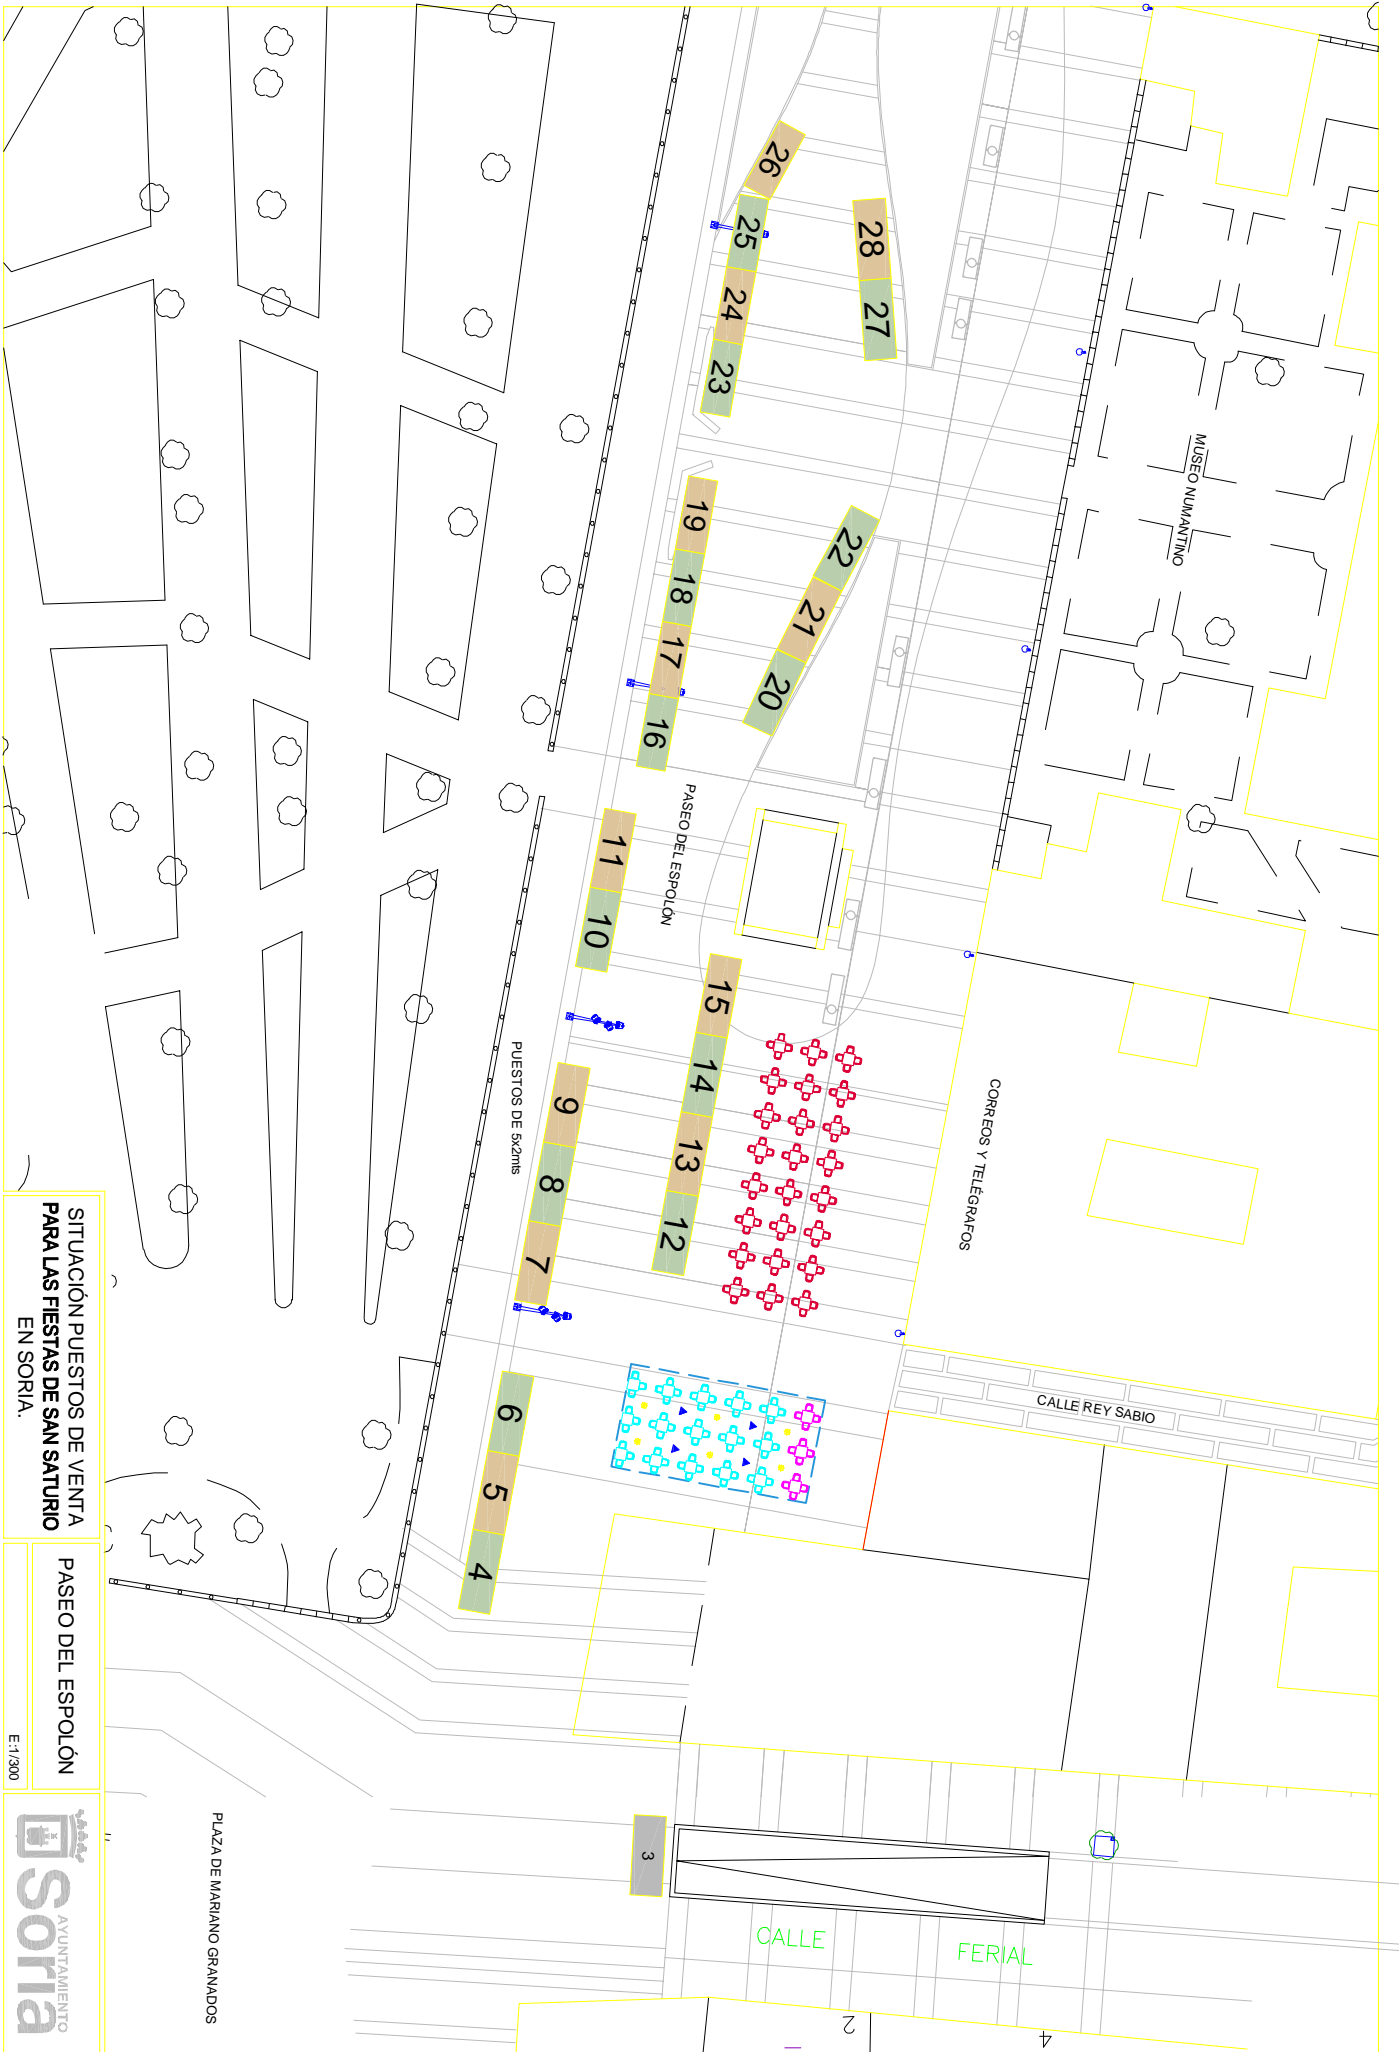 26
25
24
23
28
27
19
18
17
16
22
21
20
11
10
15
14
13
12
9
8
7
6
5
4
3
MUSEO NUMANTINO
PASEO DEL ESPOLÓN
PUESTOS DE 5x2mts
CORREOS Y TELÉGRAFOS
CALLE REY SABIO
PLAZA DE MARIANO GRANADOS
CALLE FERIAL
2
4
SITUACIÓN PUESTOS DE VENTA
PARA LAS FIESTAS DE SAN SATURIO
EN SORIA.
PASEO DEL ESPOLÓN
E:1/300
AYUNTAMIENTO
Soria